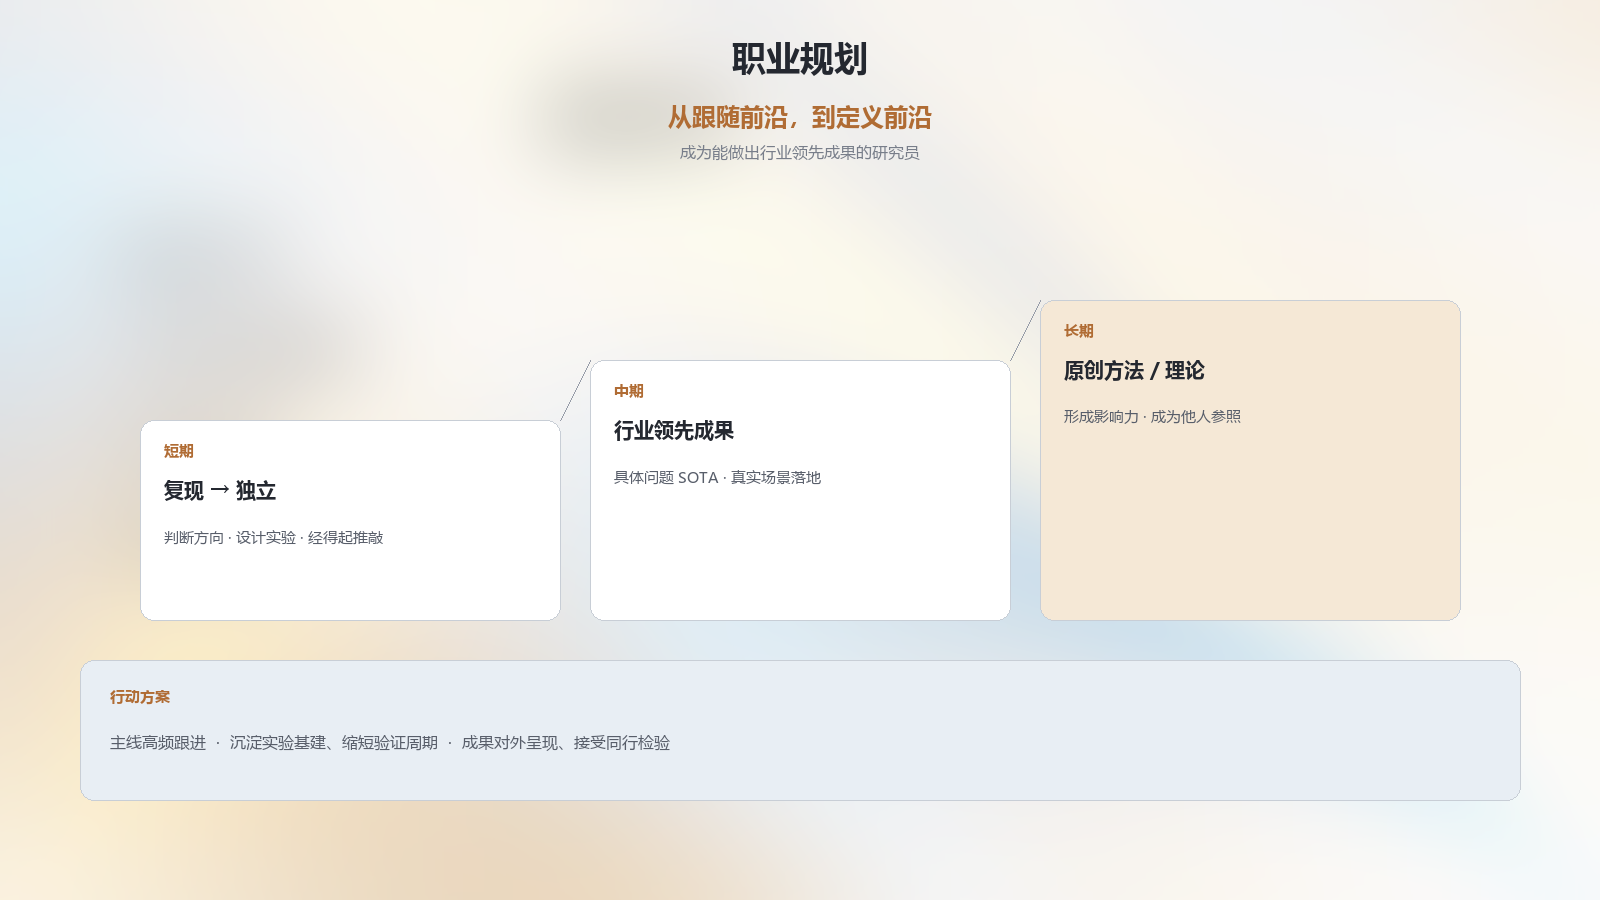 职业规划
从跟随前沿，到定义前沿
成为能做出行业领先成果的研究员
短期
复现 → 独立
判断方向 · 设计实验 · 经得起推敲
中期
行业领先成果
具体问题 SOTA · 真实场景落地
长期
原创方法 / 理论
形成影响力 · 成为他人参照
行动方案
主线高频跟进 · 沉淀实验基建、缩短验证周期 · 成果对外呈现、接受同行检验